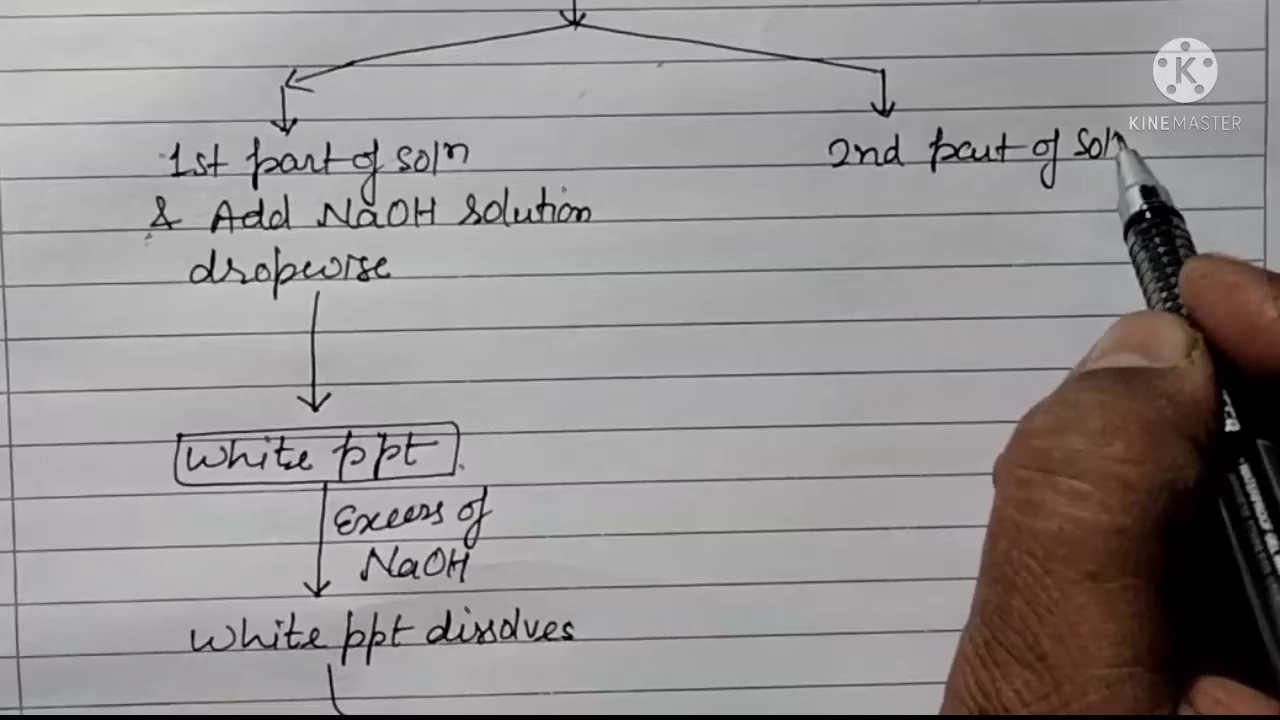 1st part of solⁿ
& Add NaOH solution
dropwise
White ppt
Excess of
NaOH
White ppt dissolves
2nd part of Solⁿ
K
KINEMASTER